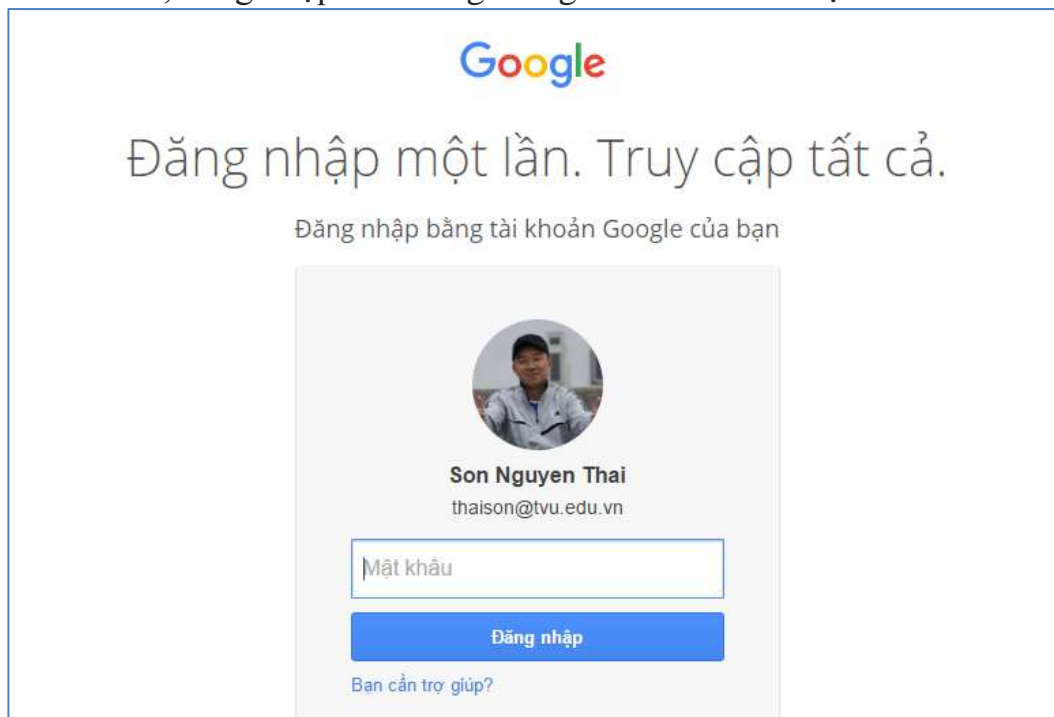 Google
Đăng nhập một lần. Truy cập tất cả.
Đăng nhập bằng tài khoản Google của bạn
Son Nguyen Thai
thaison@tvu.edu.vn
Mật khẩu
Đăng nhập
Bạn cần trợ giúp?